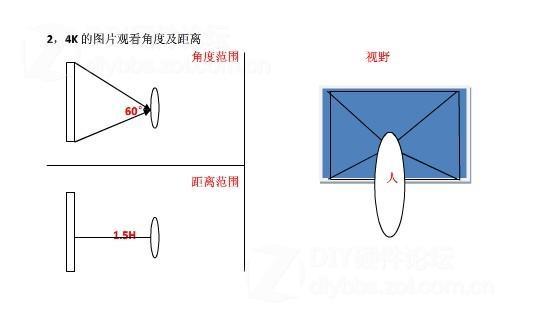 2，4K 的图片观看角度及距离
角度范围
视野
60°
人
距离范围
1.5H
DIY硬件论坛
diybbs.zol.com.cn